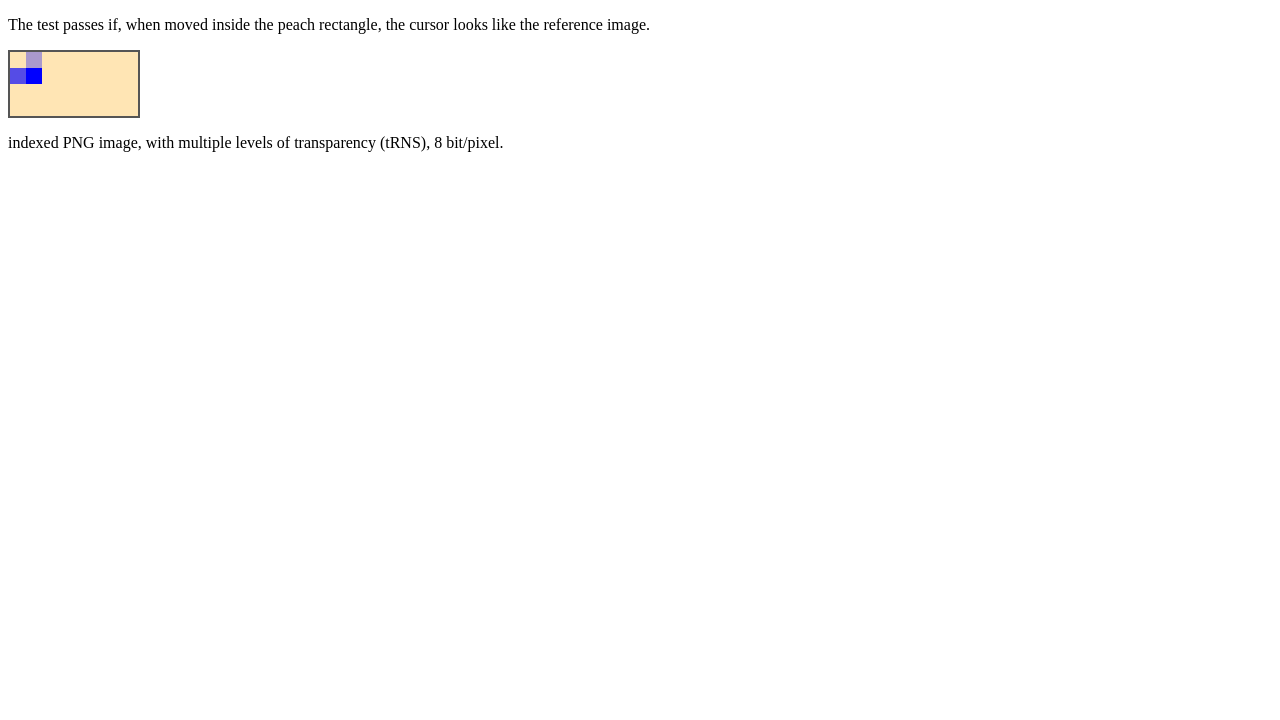 The test passes if, when moved inside the peach rectangle, the cursor looks like the reference image.
indexed PNG image, with multiple levels of transparency (tRNS), 8 bit/pixel.